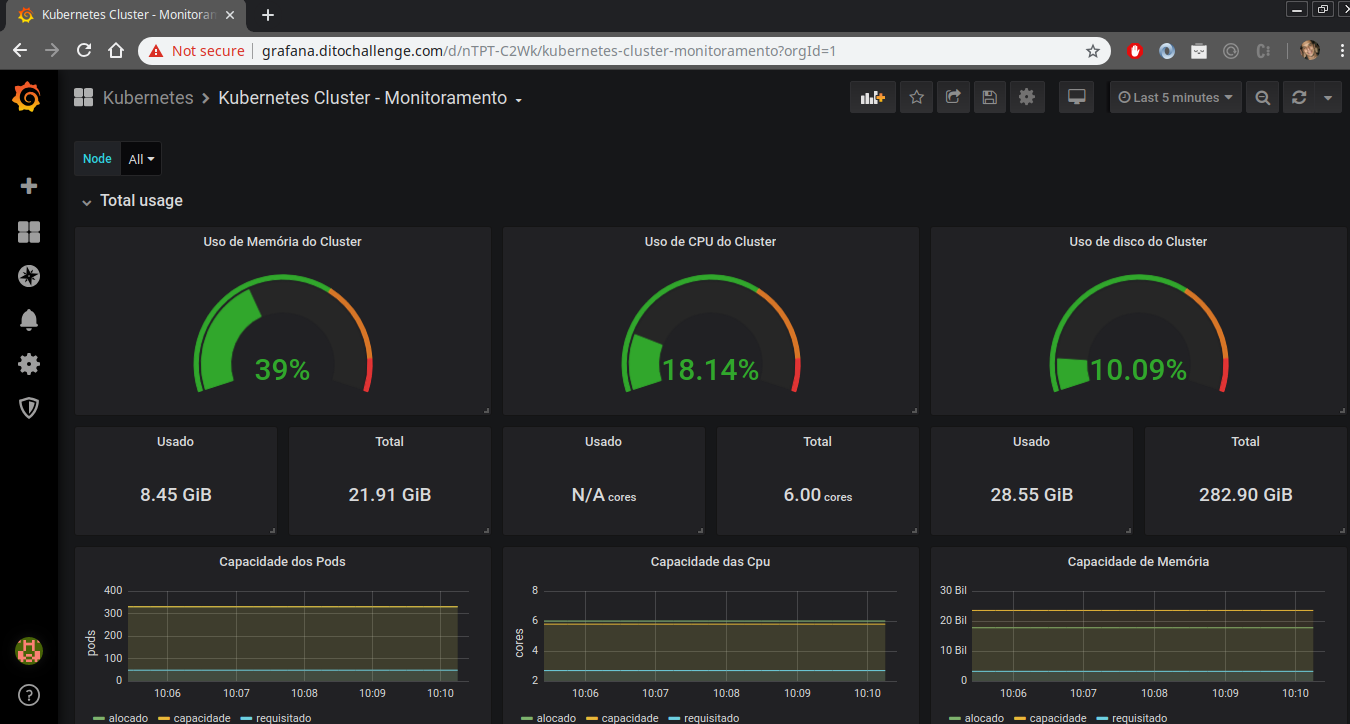 Kubernetes Cluster - Monitoran
Not secure
grafana.ditochallenge.com/d/nTPT-C2Wk/kubernetes-cluster-monitoramento?orgId=1
Kubernetes > Kubernetes Cluster - Monitoramento
Last 5 minutes
Node All
Total usage
Uso de Memória do Cluster
39%
Uso de CPU do Cluster
18.14%
Uso de disco do Cluster
10.09%
Usado
8.45 GiB
Total
21.91 GiB
Usado
N/A cores
Total
6.00 cores
Usado
28.55 GiB
Total
282.90 GiB
Capacidade dos Pods
400
300
200
100
0
pods
10:06 10:07 10:08 10:09 10:10
alocado capacidade requisitado
Capacidade das Cpu
8
6
4
2
cores
10:06 10:07 10:08 10:09 10:10
alocado capacidade requisitado
Capacidade de Memória
30 Bil
20 Bil
10 Bil
0
10:06 10:07 10:08 10:09 10:10
alocado capacidade requisitado